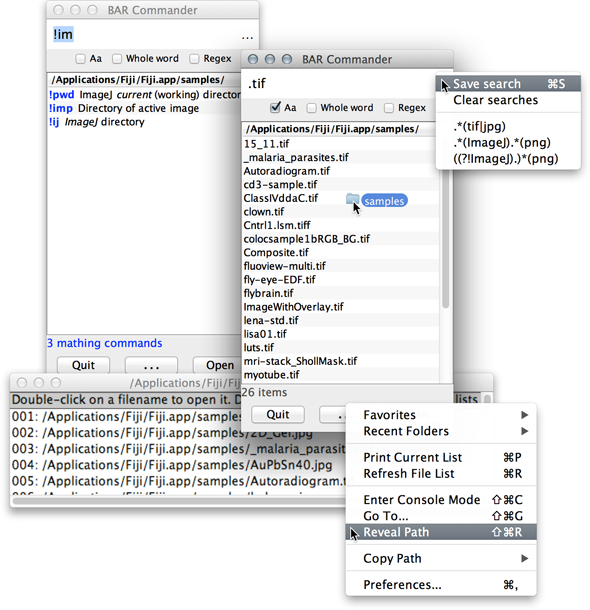 BAR Commander
!im
...
Aa
Whole word
Regex
/Applications/Fiji/Fiji.app/samples/
!pwd ImageJ current (working) director
!imp Directory of active image
!ij ImageJ directory
3 mathing commands
Quit
...
Open
BAR Commander
.tif
Aa
Whole word
Regex
/Applications/Fiji/Fiji.app/samples/
15_11.tif
_malaria_parasites.tif
Autoradiogram.tif
cd3-sample.tif
ClassIVddaC.tif
clown.tif
Cntrl1.lsm.tiff
colocsample1bRGB_BG.tif
Composite.tif
fluoview-multi.tif
fly-eye-EDF.tif
flybrain.tif
ImageWithOverlay.tif
lena-std.tif
lisa01.tif
luts.tif
mri-stack_ShollMask.tif
myotube.tif
samples
26 items
Quit
..
Save search ⌘S
Clear searches
.*(tif|jpg)
.*(ImageJ).*(png)
((?!ImageJ).)*(png)
/Applications/Fiji/Fij
Double-click on a filename to open it. D
lists
001: /Applications/Fiji/Fiji.app/samples
002: /Applications/Fiji/Fiji.app/samples/2D_Gel.jpg
003: /Applications/Fiji/Fiji.app/samples/_malaria_parasit
004: /Applications/Fiji/Fiji.app/samples/AuPbSn40.jpg
005: /Applications/Fiji/Fiji.app/samples/Autoradiogram.t
Favorites
Recent Folders
Print Current List ⌘P
Refresh File List ⌘R
Enter Console Mode ⇧⌘C
Go To... ⇧⌘G
Reveal Path ⇧⌘R
Copy Path
Preferences... ⌘,